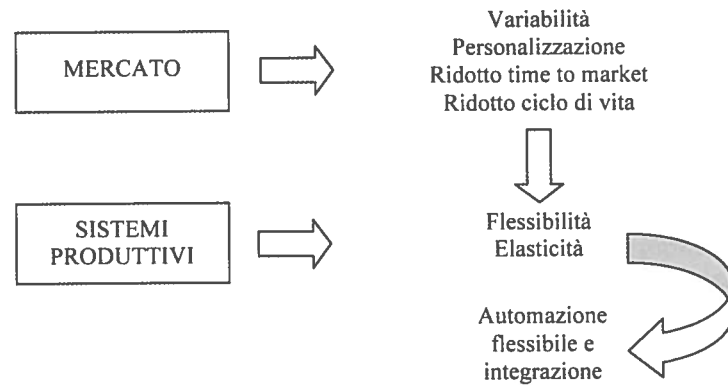 MERCATO
Variabilità
Personalizzazione
Ridotto time to market
Ridotto ciclo di vita
SISTEMI
PRODUTTIVI
Flessibilità
Elasticità
Automazione
flessibile e
integrazione